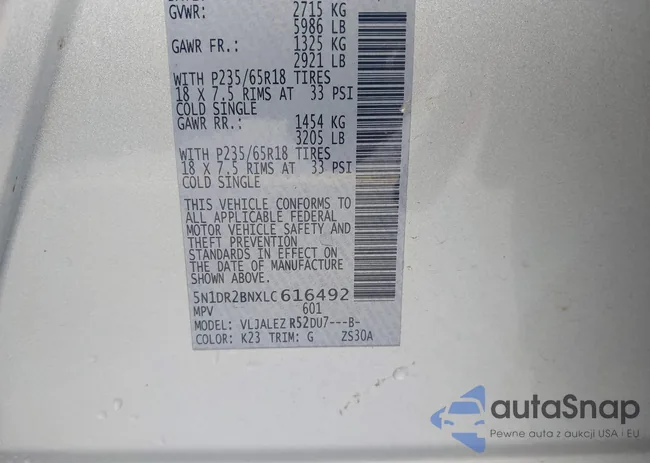 GVWR: 2715 KG
5986 LB
GAWR FR.: 1325 KG
2921 LB
WITH P235/65R18 TIRES
18 X 7.5 RIMS AT 33 PSI
COLD SINGLE
GAWR RR.: 1454 KG
3205 LB
WITH P235/65R18 TIRES
18 X 7.5 RIMS AT 33 PSI
COLD SINGLE
THIS VEHICLE CONFORMS TO
ALL APPLICABLE FEDERAL
MOTOR VEHICLE SAFETY AND
THEFT PREVENTION
STANDARDS IN EFFECT ON
THE DATE OF MANUFACTURE
SHOWN ABOVE.
5N1DR2BNXLC616492
MPV 601
MODEL: VLJALEZ R52DU7---B-
COLOR: K23 TRIM: G ZS30A
autaSnap
Pewne auta z aukcji USA i EU